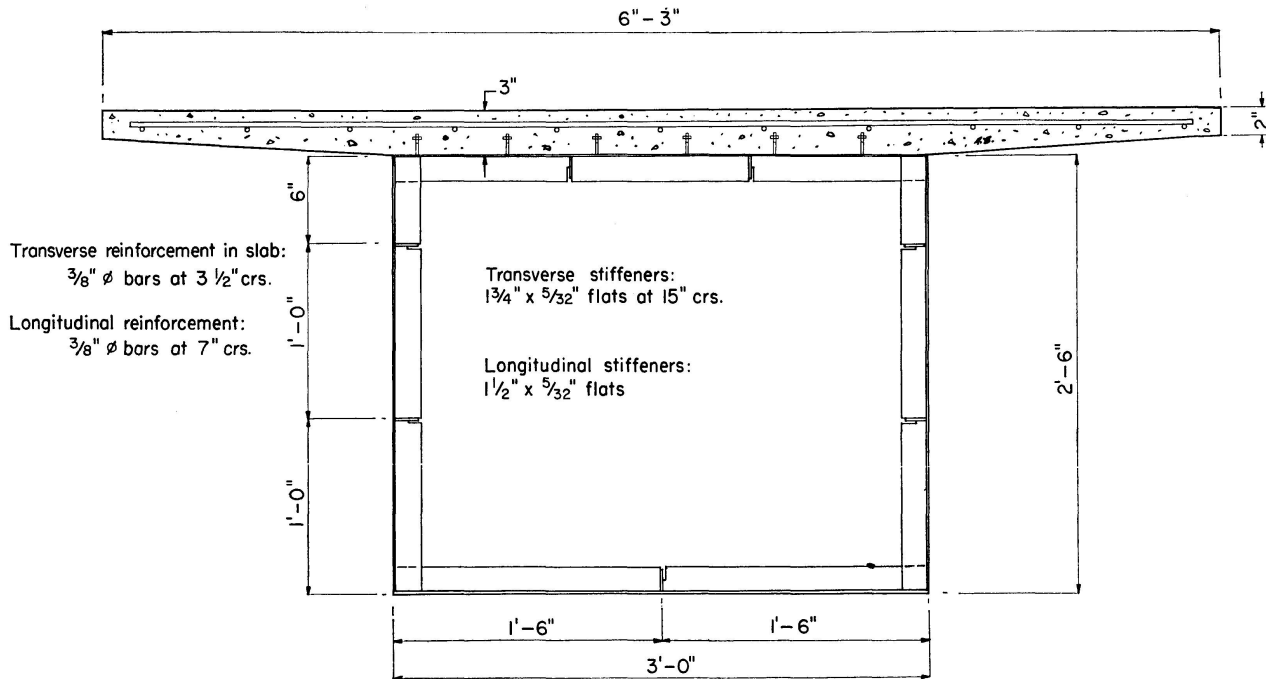 6"-3"
3"
2"
6"
Transverse reinforcement in slab:
3/8" ø bars at 3 1/2" crs.
Longitudinal reinforcement:
3/8" ø bars at 7" crs.
1'-0"
Transverse stiffeners:
1 3/4" x 5/32" flats at 15" crs.
Longitudinal stiffeners:
1 1/2" x 5/32" flats
2'-6"
1'-0"
1'-6"
1'-6"
3'-0"